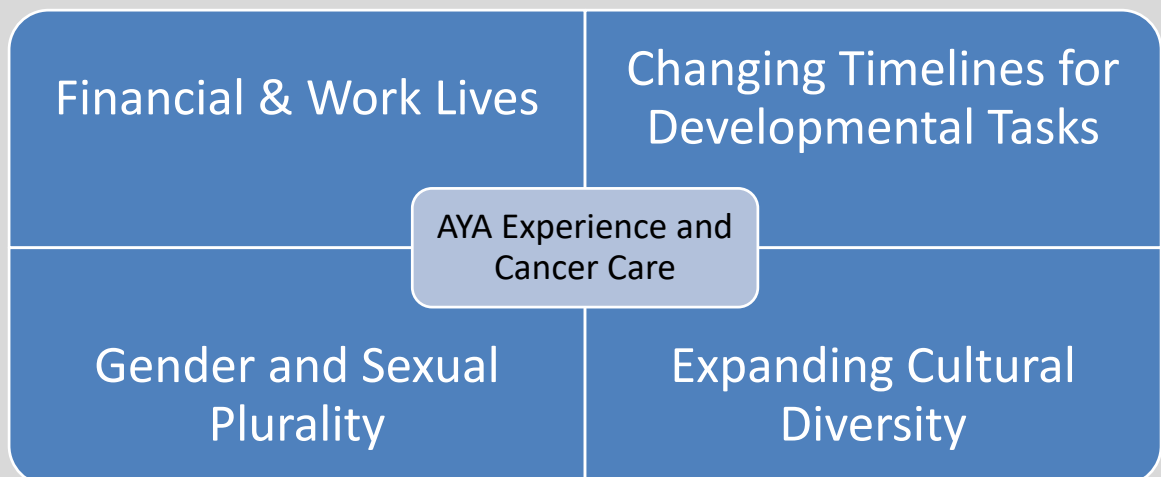 Financial & Work Lives
Changing Timelines for
Developmental Tasks
AYA Experience and
Cancer Care
Gender and Sexual
Plurality
Expanding Cultural
Diversity